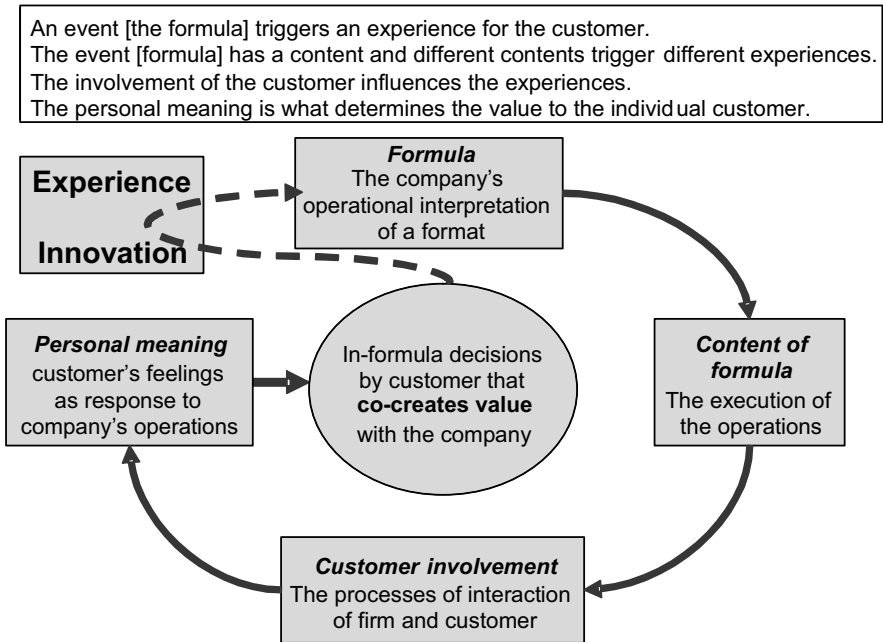 An event [the formula] triggers an experience for the customer.
The event [formula] has a content and different contents trigger different experiences.
The involvement of the customer influences the experiences.
The personal meaning is what determines the value to the individual customer.
Experience
Innovation
Formula
The company's
operational interpretation
of a format
Personal meaning
customer's feelings
as response to
company's operations
In-formula decisions
by customer that
co-creates value
with the company
Content of
formula
The execution of
the operations
Customer involvement
The processes of interaction
of firm and customer